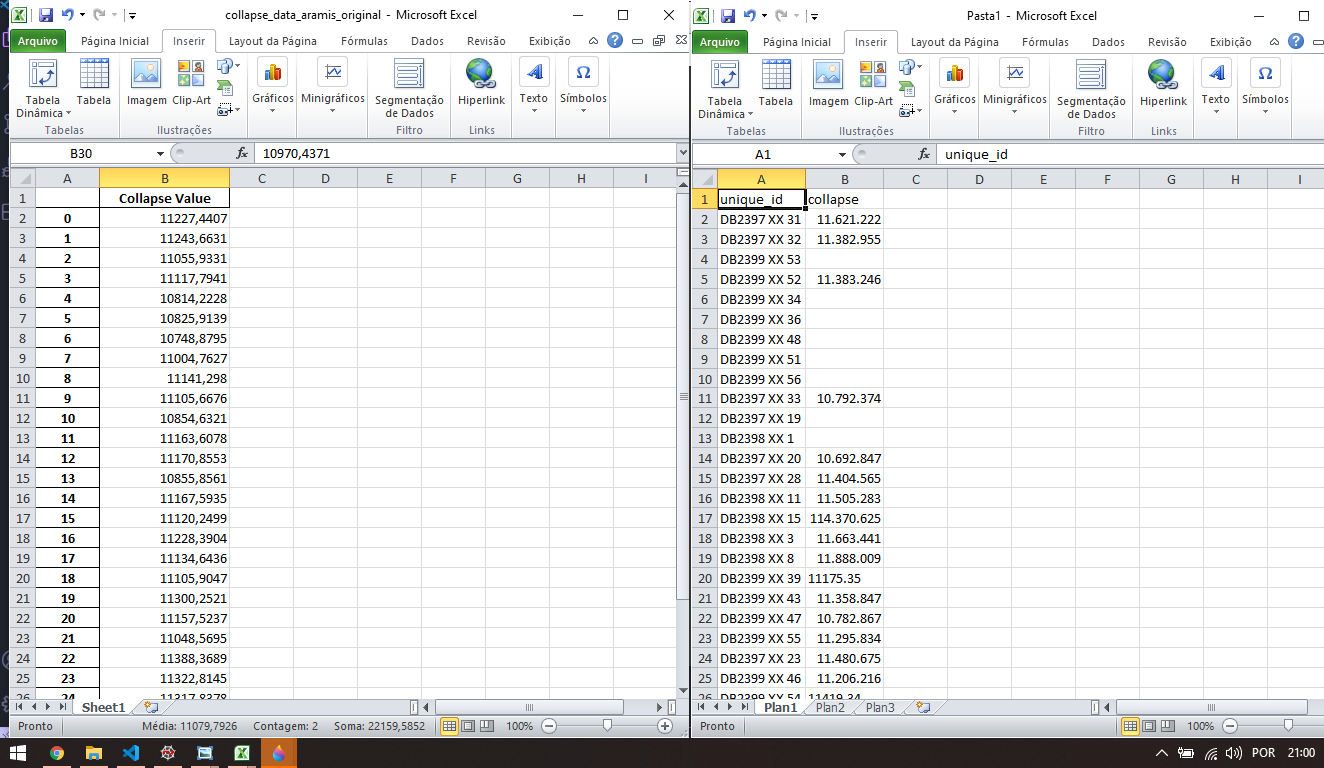 collapse_data_aramis_original - Microsoft Excel
Arquivo Página Inicial Inserir Layout da Página Fórmulas Dados Revisão Exibição
Tabela Dinâmica Tabela Imagem Clip-Art Gráficos Minigráficos Segmentação de Dados Hyperlink Texto Símbolos
Tabelas Ilustrações Filtro Links
B30 fx 10970,4371
A B C D E F G H I
1 Collapse Value
2 0 11227,4407
3 1 11243,6631
4 2 11055,9331
5 3 11117,7941
6 4 10814,2228
7 5 10825,9139
8 6 10748,8795
9 7 11004,7627
10 8 11141,298
11 9 11105,6676
12 10 10854,6321
13 11 11163,6078
14 12 11170,8553
15 13 10855,8561
16 14 11167,5935
17 15 11120,2499
18 16 11228,3904
19 17 11134,6436
20 18 11105,9047
21 19 11300,2521
22 20 11157,5237
23 21 11048,5695
24 22 11388,3689
25 23 11322,8145
26 24 11317,8378
Sheet1
Pronto Média: 11079,7926 Contagem: 2 Soma: 22159,5852 100%
Pasta1 - Microsoft Excel
Arquivo Página Inicial Inserir Layout da Página Fórmulas Dados Revisão Exibição
Tabela Dinâmica Tabela Imagem Clip-Art Gráficos Minigráficos Segmentação de Dados Hyperlink Texto Símbolos
Tabelas Ilustrações Filtro Links
A1 fx unique_id
A B C D E F G H I
1 unique_id collapse
2 DB2397 XX 31 11.621.222
3 DB2397 XX 32 11.382.955
4 DB2399 XX 53
5 DB2399 XX 52 11.383.246
6 DB2399 XX 34
7 DB2399 XX 36
8 DB2399 XX 48
9 DB2399 XX 51
10 DB2399 XX 56
11 DB2397 XX 33 10.792.374
12 DB2397 XX 19
13 DB2398 XX 1
14 DB2397 XX 20 10.692.847
15 DB2397 XX 28 11.404.565
16 DB2398 XX 11 11.505.283
17 DB2398 XX 15 114.370.625
18 DB2398 XX 3 11.663.441
19 DB2398 XX 8 11.888.009
20 DB2399 XX 39 11175.35
21 DB2399 XX 43 11.358.847
22 DB2399 XX 47 10.782.867
23 DB2399 XX 55 11.295.834
24 DB2397 XX 23 11.480.675
25 DB2399 XX 46 11.206.216
26 DB2399 XX 54 11419.34
Plan1 Plan2 Plan3
Pronto 100%
POR 21:00